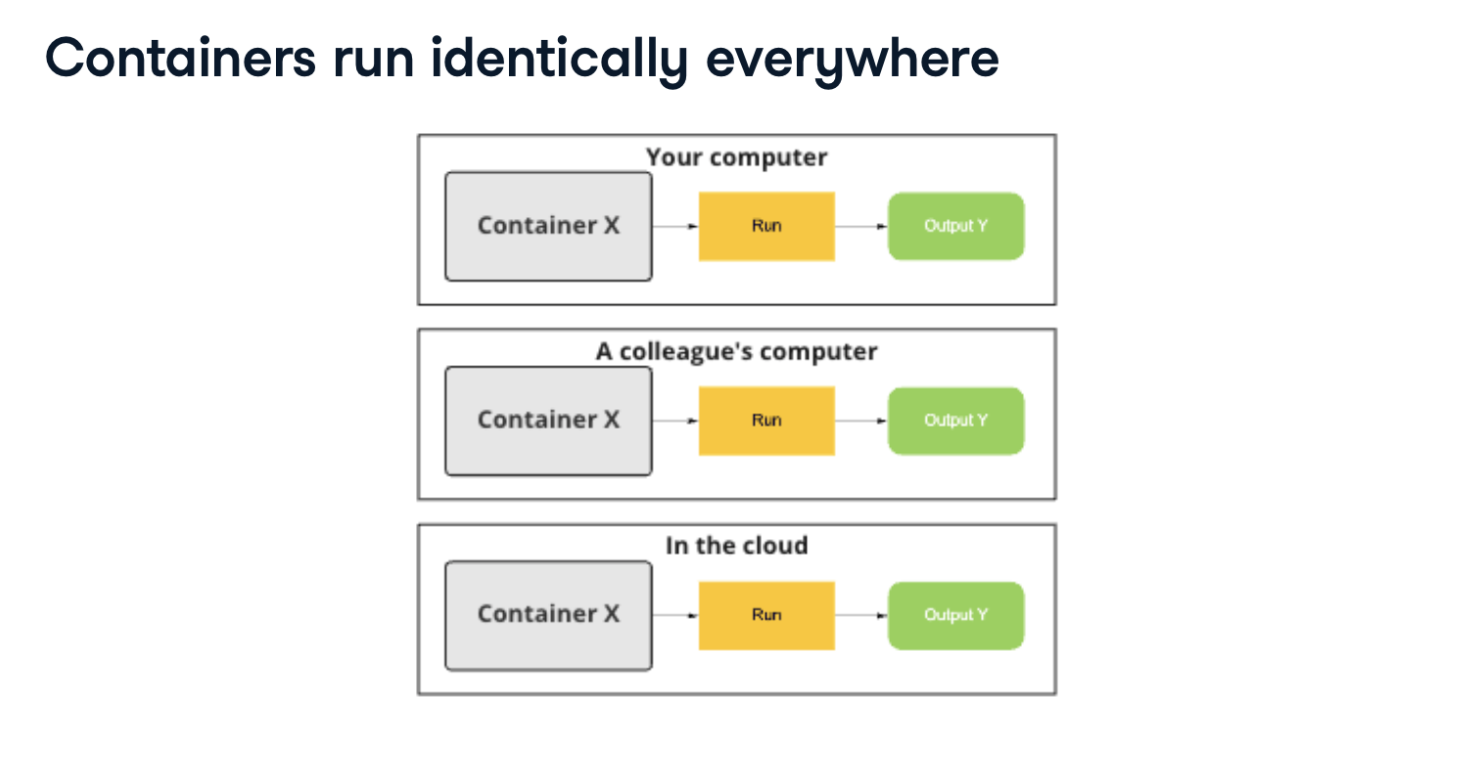 Containers run identically everywhere
Your computer
Container X
Run
Output Y
A colleague's computer
Container X
Run
Output Y
In the cloud
Container X
Run
Output Y